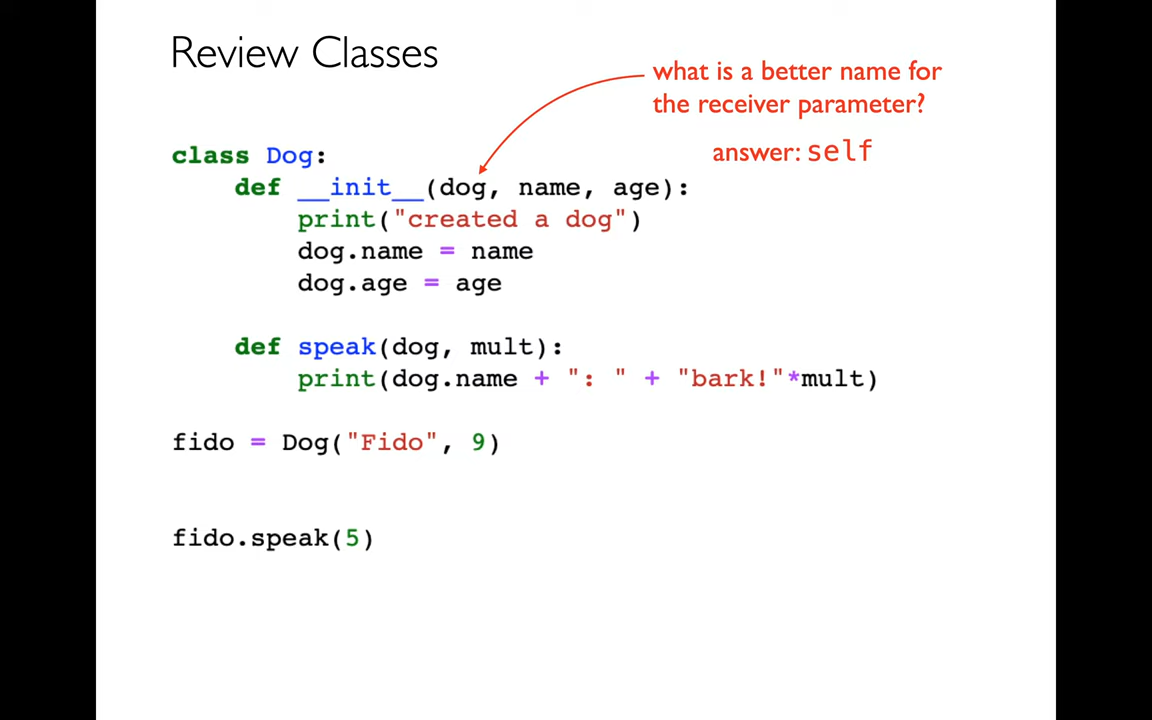 Review Classes
what is a better name for
the receiver parameter?
answer: self
class Dog:
    def __init__(dog, name, age):
        print("created a dog")
        dog.name = name
        dog.age = age
    def speak(dog, mult):
        print(dog.name + ": " + "bark!"*mult)
fido = Dog("Fido", 9)
fido.speak(5)